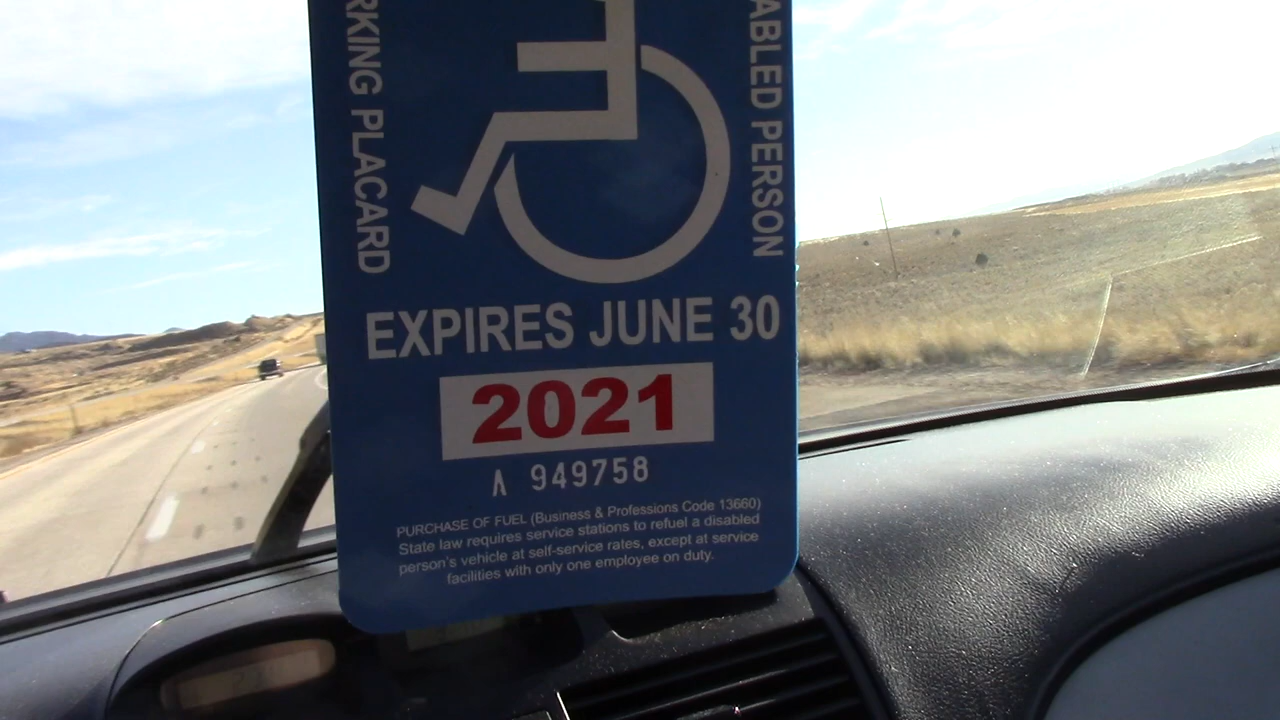 RKING PLACARD
ABLED PERSON
EXPIRES JUNE 30
2021
A 949758
PURCHASE OF FUEL (Business & Professions Code 13660)
State law requires service stations to refuel a disabled
person's vehicle at self-service rates, except at service
facilities with only one employee on duty.